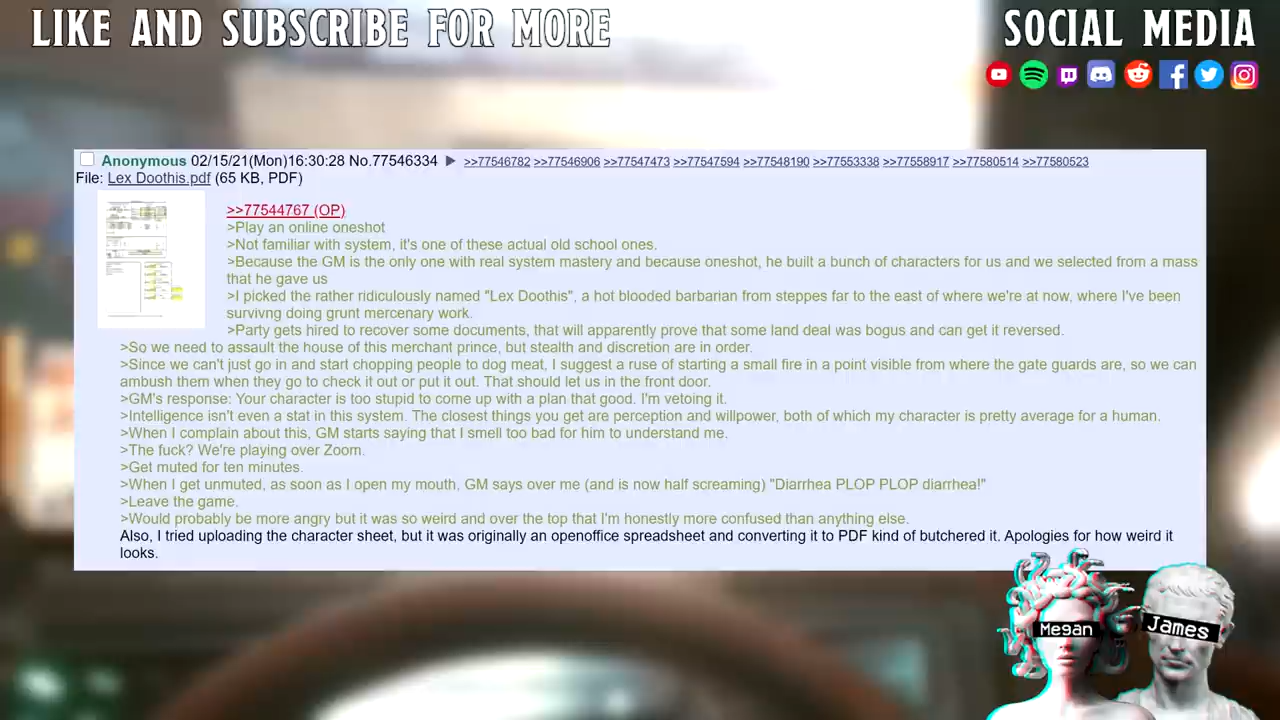 LIKE AND SUBSCRIBE FOR MORE
SOCIAL MEDIA
Anonymous 02/15/21(Mon)16:30:28 No.77546334 ▶ >>77546782 >>77546906 >>77547473 >>77547594 >>77548190 >>77553338 >>77558917 >>77580514 >>77580523
File: Lex Doothis.pdf (65 KB, PDF)
>>77544767 (OP)
>Play an online oneshot
>Not familiar with system, it's one of these actual old school ones.
>Because the GM is the only one with real system mastery and because oneshot, he built a bunch of characters for us and we selected from a mass
that he gave us
>I picked the rather ridiculously named "Lex Doothis", a hot blooded barbarian from steppes far to the east of where we're at now, where I've been
survivng doing grunt mercenary work.
>Party gets hired to recover some documents, that will apparently prove that some land deal was bogus and can get it reversed.
>So we need to assault the house of this merchant prince, but stealth and discretion are in order.
>Since we can't just go in and start chopping people to dog meat, I suggest a ruse of starting a small fire in a point visible from where the gate guards are, so we can
ambush them when they go to check it out or put it out. That should let us in the front door.
>GM's response: Your character is too stupid to come up with a plan that good. I'm vetoing it.
>Intelligence isn't even a stat in this system. The closest things you get are perception and willpower, both of which my character is pretty average for a human.
>When I complain about this, GM starts saying that I smell too bad for him to understand me.
>The fuck? We're playing over Zoom.
>Get muted for ten minutes.
>When I get unmuted, as soon as I open my mouth, GM says over me (and is now half screaming) "Diarrhea PLOP PLOP diarrhea!"
>Leave the game.
>Would probably be more angry but it was so weird and over the top that I'm honestly more confused than anything else.
Also, I tried uploading the character sheet, but it was originally an openoffice spreadsheet and converting it to PDF kind of butchered it. Apologies for how weird it
looks.
Megan
James